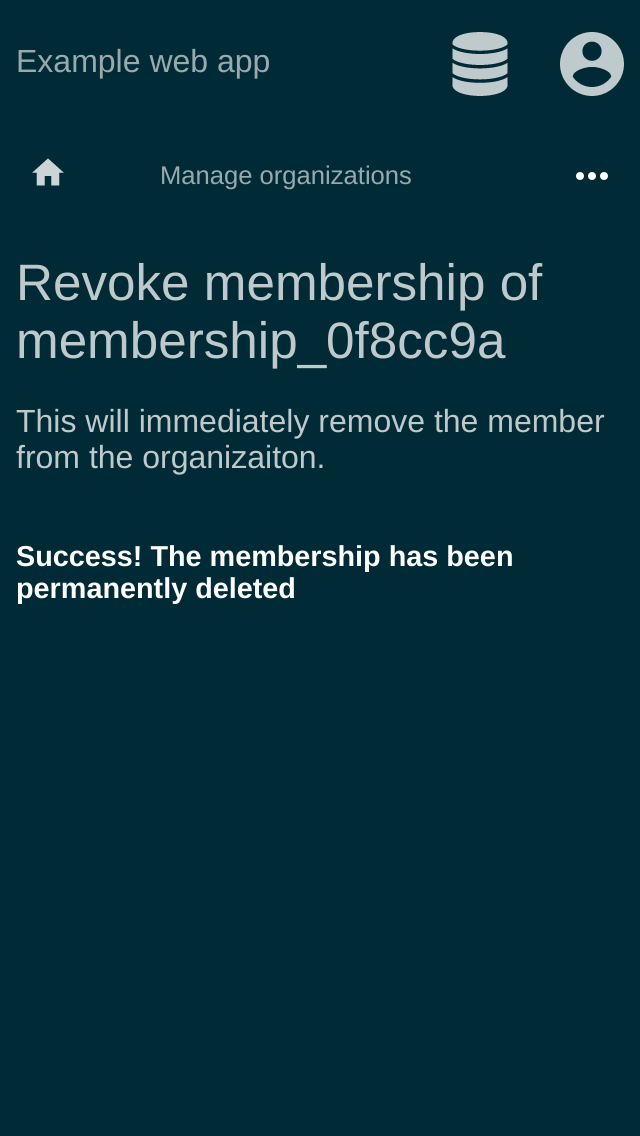 Example web app
Manage organizations
Revoke membership of
membership_0f8cc9a
This will immediately remove the member
from the organizaiton.
Success! The membership has been
permanently deleted